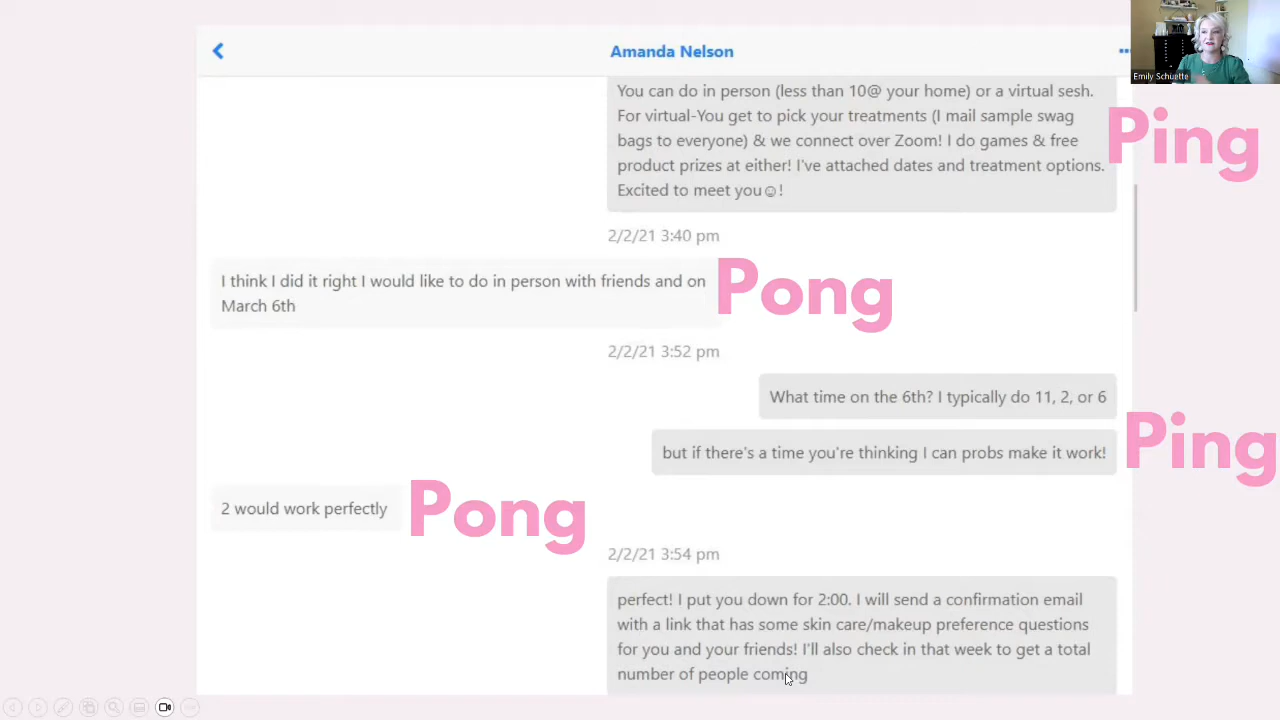 Amanda Nelson
Emily Schuette
You can do in person (less than 10@ your home) or a virtual sesh.
For virtual-You get to pick your treatments (I mail sample swag
bags to everyone) & we connect over Zoom! I do games & free
product prizes at either! I've attached dates and treatment options.
Excited to meet you☺!
Ping
2/2/21 3:40 pm
I think I did it right I would like to do in person with friends and on
March 6th
Pong
2/2/21 3:52 pm
What time on the 6th? I typically do 11, 2, or 6
but if there's a time you're thinking I can probs make it work!
Ping
2 would work perfectly
Pong
2/2/21 3:54 pm
perfect! I put you down for 2:00. I will send a confirmation email
with a link that has some skin care/makeup preference questions
for you and your friends! I'll also check in that week to get a total
number of people coming